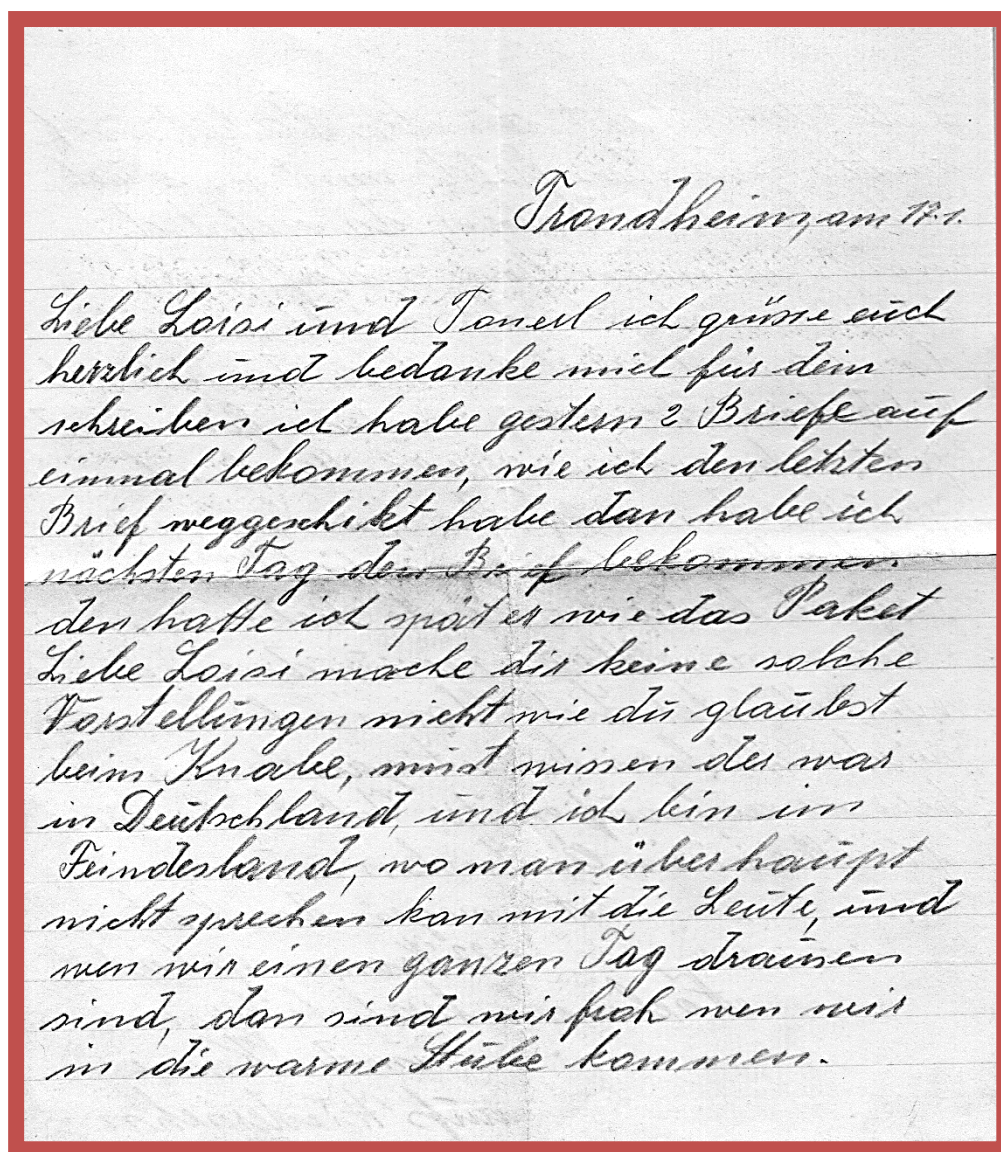 Trondheim, am 17.1.
Liebe Loisi und Tonerl ich grüsse euch
herzlich und bedanke mich für dein
schreiben ich habe gestern 2 Briefe auf
einmal bekommen, wie ich den letzten
Brief weggeschikt habe dan habe ich
nächsten Tag den Brief bekommen.
den hatte ich später wie das Paket
Liebe Loisi mache dir keine solche
Vorstellungen nicht wie du glaubst
beim Knabe, must wissen der war
in Deutschland, und ich bin im
Feindesland, wo man überhaupt
nicht sprechen kan mit die Leute, und
wen wir einen ganzen Tag drausen
sind, dan sind wir froh wen wir
in die warme Stube kommen.